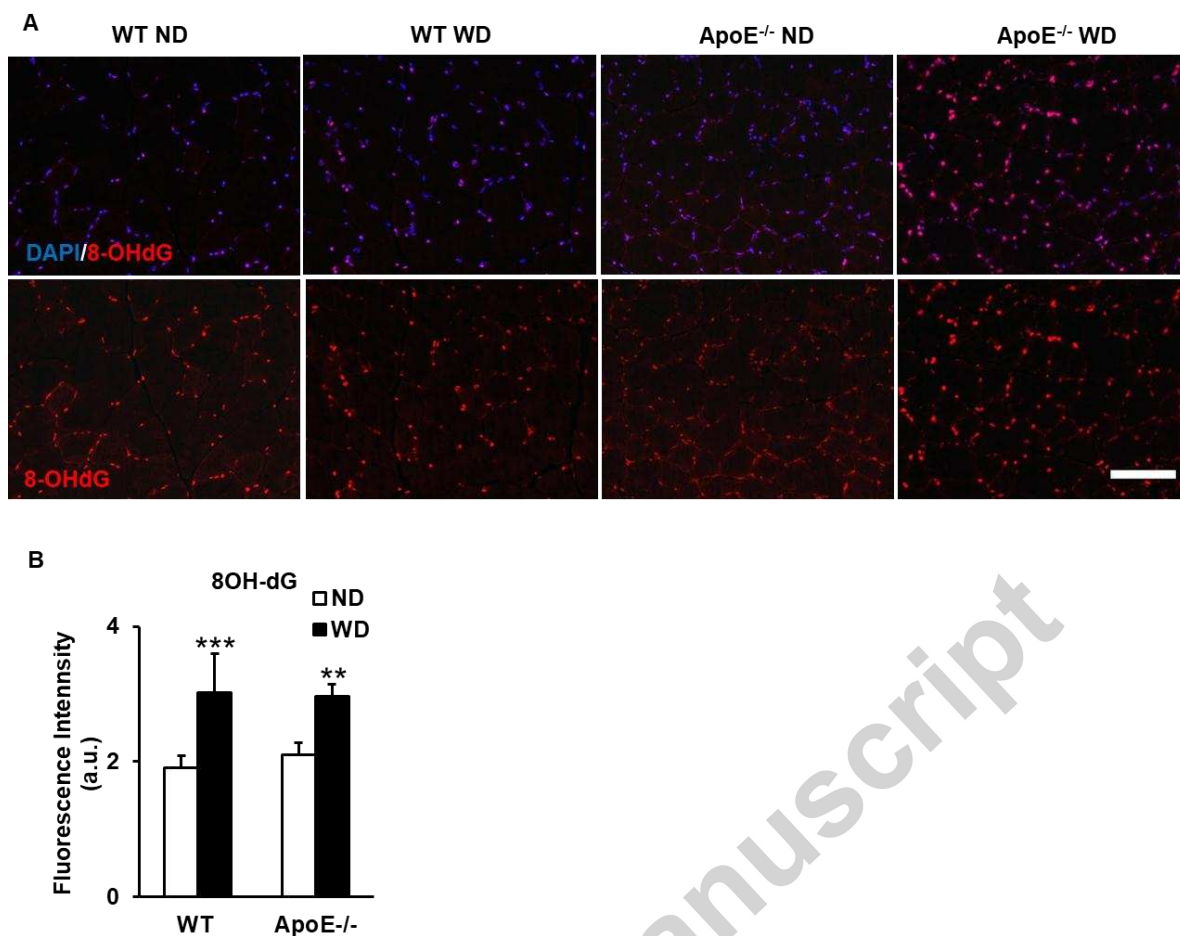 A
WT ND
WT WD
ApoE-/- ND
ApoE-/- WD
DAPI/8-OHdG
8-OHdG
B
8OH-dG
ND
WD
Fluorescence Intennsity
(a.u.)
4
2
0
***
**
WT
ApoE-/-
anuscript